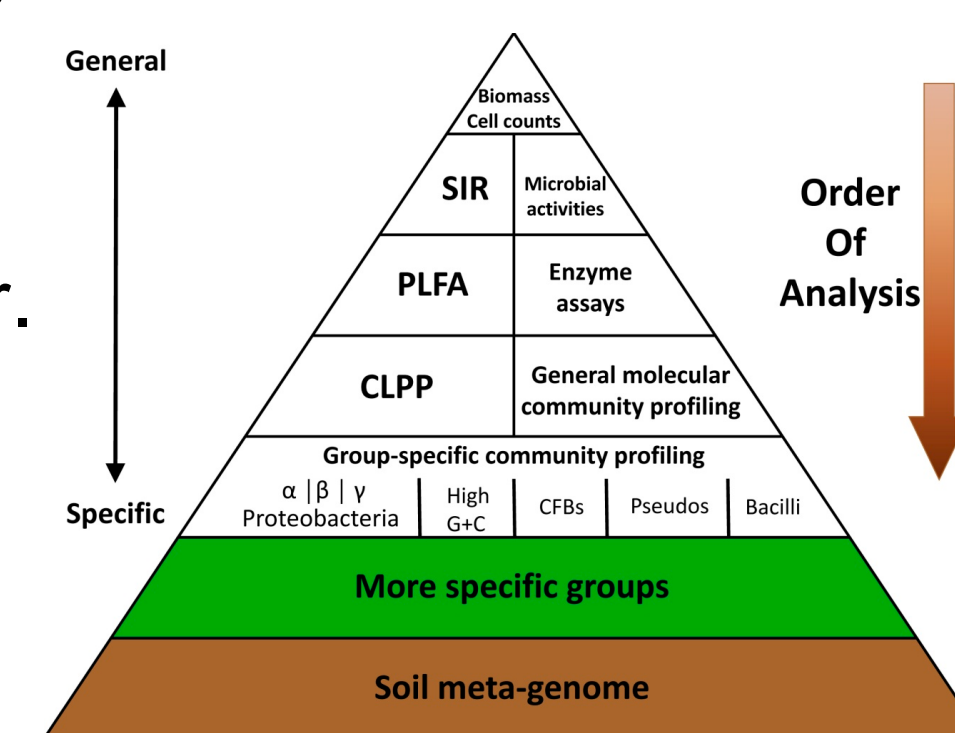 General
Biomass
Cell counts
SIR
Microbial
activities
Order
Of
Analysis
PLFA
Enzyme
assays
r.
CLPP
General molecular
community profiling
Group-specific community profiling
Specific
α |β | γ
Proteobacteria
High
G+C
CFBs
Pseudos
Bacilli
More specific groups
Soil meta-genome